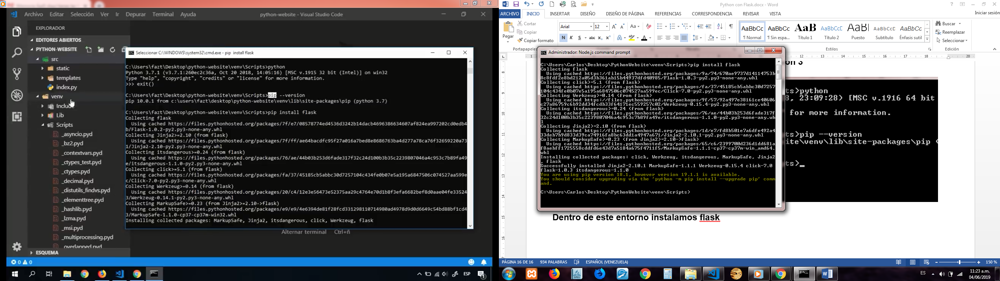 Archivo Editar Selección Ver Ir Depurar Terminal Ayuda
python-website - Visual Studio Code
EXPLORADOR
EDITORES ABIERTOS
PYTHON-WEBSITE
src
static
templates
index.py
venv
Include
Lib
Scripts
_asyncio.pyd
_bz2.pyd
_contextvars.pyd
_ctypes_test.pyd
_ctypes.pyd
_decimal.pyd
_distutils_findvs.pyd
_elementtree.pyd
_hashlib.pyd
_lzma.pyd
_msi.pyd
_multiprocessing.pyd
_overlapped.pyd
ESQUEMA
0 0
Seleccionar C:\WINDOWS\system32\cmd.exe - pip install flask
C:\Users\fazt\Desktop\python-website\venv\Scripts>python
Python 3.7.1 (v3.7.1:260ec2c36a, Oct 20 2018, 14:05:16) [MSC v.1915 32 bit (Intel)] on win32
Type "help", "copyright", "credits" or "license" for more information.
>>> exit()
C:\Users\fazt\Desktop\python-website\venv\Scripts>pip --version
pip 10.0.1 from c:\users\fazt\desktop\python-website\venv\lib\site-packages\pip (python 3.7)
C:\Users\fazt\Desktop\python-website\venv\Scripts>pip install flask
Collecting flask
Using cached https://files.pythonhosted.org/packages/7f/e7/08578774ed4536d3242b14dacb4696386634607af824ea997202cd0edb4
b/Flask-1.0.2-py2.py3-none-any.whl
Collecting Jinja2>=2.10 (from flask)
Using cached https://files.pythonhosted.org/packages/7f/ff/ae64bacdfc95f27a016a7bed8e8686763ba4d277a78ca76f32659220a73
1/Jinja2-2.10-py2.py3-none-any.whl
Collecting itsdangerous>=0.24 (from flask)
Using cached https://files.pythonhosted.org/packages/76/ae/44b03b253d6fade317f32c24d100b3b35c2239807046a4c953c7b89fa49
e/itsdangerous-1.1.0-py2.py3-none-any.whl
Collecting click>=5.1 (from flask)
Using cached https://files.pythonhosted.org/packages/fa/37/45185cb5abbc30d7257104c434fe0b07e5a195a6847506c074527aa599e
c/Click-7.0-py2.py3-none-any.whl
Collecting Werkzeug>=0.14 (from flask)
Using cached https://files.pythonhosted.org/packages/20/c4/12e3e56473e52375aa29c4764e70d1b8f3efa6682bef8d0aae04fe33524
3/Werkzeug-0.14.1-py2.py3-none-any.whl
Collecting MarkupSafe>=0.23 (from Jinja2>=2.10->flask)
Using cached https://files.pythonhosted.org/packages/e9/e9/4e6394de81f28fcd331298110714980ad4978d9d0d6649c54bd88bf1cd4
3/MarkupSafe-1.1.0-cp37-cp37m-win32.whl
Installing collected packages: MarkupSafe, Jinja2, itsdangerous, click, Werkzeug, flask
Alternar terminal Ctrl+ñ
ESP
1
Python con Flask.docx - Word
ARCHIVO INICIO INSERTAR DISEÑO DISEÑO DE PÁGINA REFERENCIAS CORRESPONDENCIA REVISAR VISTA
Iniciar sesión
Pegar
Cortar
Copiar
Copiar formato
Portapapeles
Arial 12
N K S abc x₂ x²
AaBbCc AaBbCc AaB AaBbCcD AaBb AaBbCcD AaBbCc
¶ Normal ¶ Sin espa... Título 1 Título 2 Puesto Subtítulo Énfasis sutil
Estilos
Buscar
Reemplazar
Seleccionar
Edición
Administrador: Node.js command prompt
C:\Users\Carlos\Desktop\PythonWebsite\venv\Scripts>pip install flask
Collecting flask
Using cached https://files.pythonhosted.org/packages/9a/74/670ae9737d14114753b
8c8fdf2e8bd212a05d3b361ab15b44937dfd40985/Flask-1.0.3-py2.py3-none-any.whl
Collecting click>=5.1 (from flask)
Using cached https://files.pythonhosted.org/packages/fa/37/45185cb5abbc30d7257
104c434fe0b07e5a195a6847506c074527aa599ec/Click-7.0-py2.py3-none-any.whl
Collecting Werkzeug>=0.14 (from flask)
Using cached https://files.pythonhosted.org/packages/9f/57/92a497e38161ce40606
c27a86759c6b92dd34fcdb33f64171ec559257c02/Werkzeug-0.15.4-py2.py3-none-any.whl
Collecting itsdangerous>=0.24 (from flask)
Using cached https://files.pythonhosted.org/packages/76/ae/44b03b253d6fade317f
32c24d100b3b35c2239807046a4c953c7b89fa49e/itsdangerous-1.1.0-py2.py3-none-any.wh
l
Collecting Jinja2>=2.10 (from flask)
Using cached https://files.pythonhosted.org/packages/1d/e7/fd8b501e7a6dfe492a4
33deb7b9d833d39ca74916fa8bc63dd1a4947a671/Jinja2-2.10.1-py2.py3-none-any.whl
Collecting MarkupSafe>=0.23 (from Jinja2>=2.10->flask)
Using cached https://files.pythonhosted.org/packages/65/c6/2399700d236d1dd681a
f8aebff1725558cddfd6e43d7a5184a675f4711f5/MarkupSafe-1.1.1-cp37-cp37m-win_amd64.
whl
Installing collected packages: click, Werkzeug, itsdangerous, MarkupSafe, Jinja2
, flask
Successfully installed Jinja2-2.10.1 MarkupSafe-1.1.1 Werkzeug-0.15.4 click-7.0
flask-1.0.3 itsdangerous-1.1.0
You are using pip version 18.1, however version 19.1.1 is available.
You should consider upgrading via the 'python -m pip install --upgrade pip' comm
and.
C:\Users\Carlos\Desktop\PythonWebsite\venv\Scripts>
on 3
ts>python
8, 23:09:28) [MSC v.1916 64 bit
for more information.
ts>pip --version
ite\venv\lib\site-packages\pip
ts>_
Dentro de este entorno instalamos flask
PÁGINA 16 DE 16 934 PALABRAS ESPAÑOL (VENEZUELA)
150 %
ES
11:23 a.m.
04/06/2019